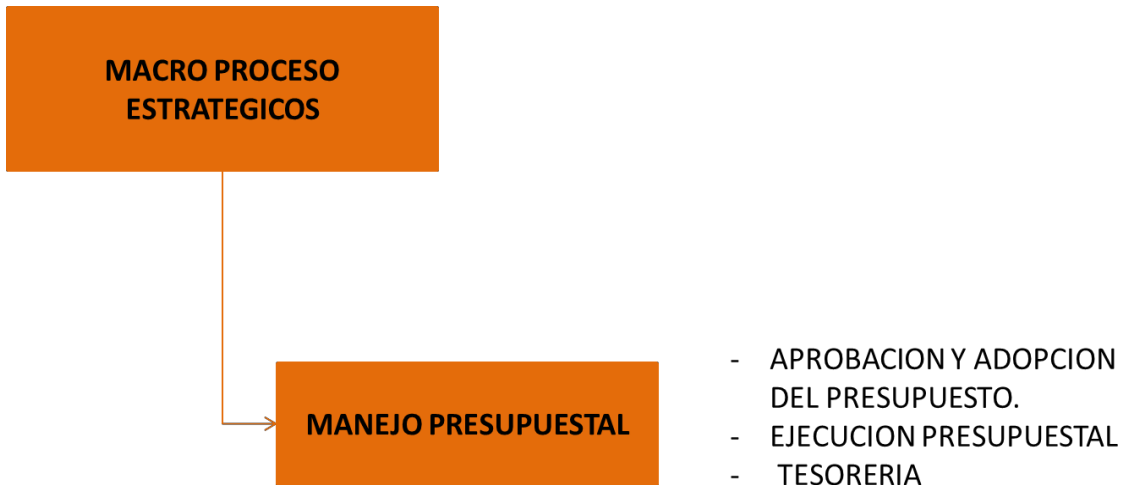 MACRO PROCESO
ESTRATEGICOS
MANEJO PRESUPUESTAL
- APROBACION Y ADOPCION
DEL PRESUPUESTO.
- EJECUCION PRESUPUESTAL
- TESORERIA